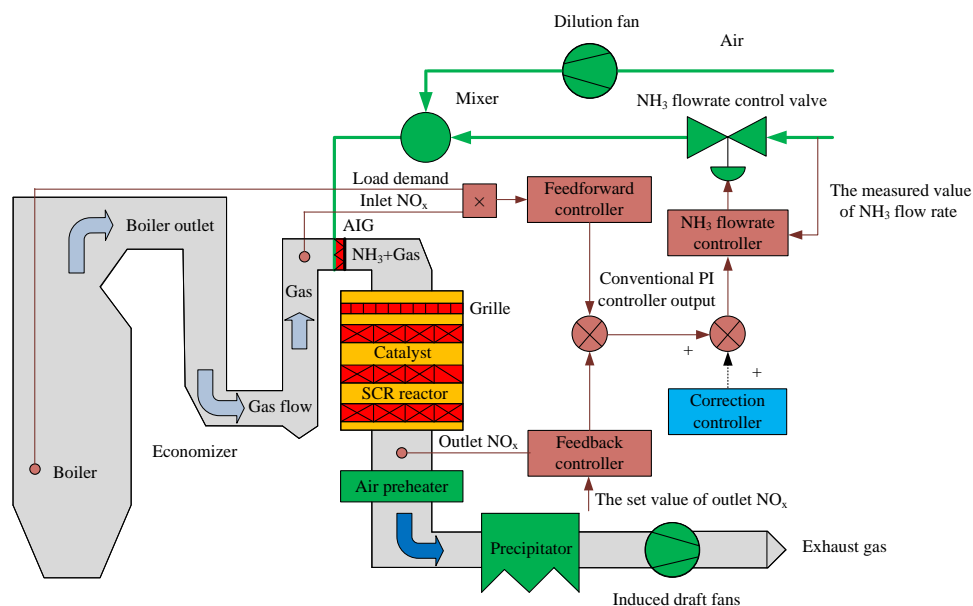 Dilution fan
Air
Mixer
NH₃ flowrate control valve
Load demand
Inlet NOₓ
×
Feedforward
controller
The measured value
of NH₃ flow rate
NH₃ flowrate
controller
Boiler outlet
AIG
NH₃+Gas
Gas
Conventional PI
controller output
Grille
Catalyst
SCR reactor
+
+
Correction
controller
Gas flow
Economizer
Boiler
Outlet NOₓ
Feedback
controller
Air preheater
The set value of outlet NOₓ
Precipitator
Exhaust gas
Induced draft fans